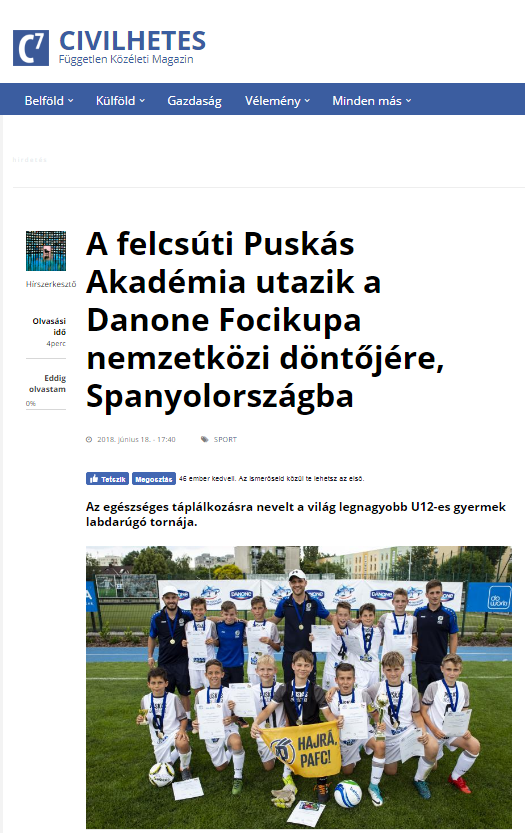 C7
CIVILHETES
Független Közéleti Magazin
Belföld
Külföld
Gazdaság
Vélemény
Minden más
hirdetés
A felcsúti Puskás
Akadémia utazik a
Danone Focikupa
nemzetközi döntőjére,
Spanyolországba
Hírszerkesztő
Olvasási
idő
4perc
Eddig
olvastam
0%
2018. június 18. - 17:40
SPORT
Tetszik
Megosztás
46 ember kedveli. Az ismerőseid közül te lehetsz az első.
Az egészséges táplálkozásra nevelt a világ legnagyobb U12-es gyermek
labdarúgó tornája.
DANONE
HAJRÁ,
PAFC!